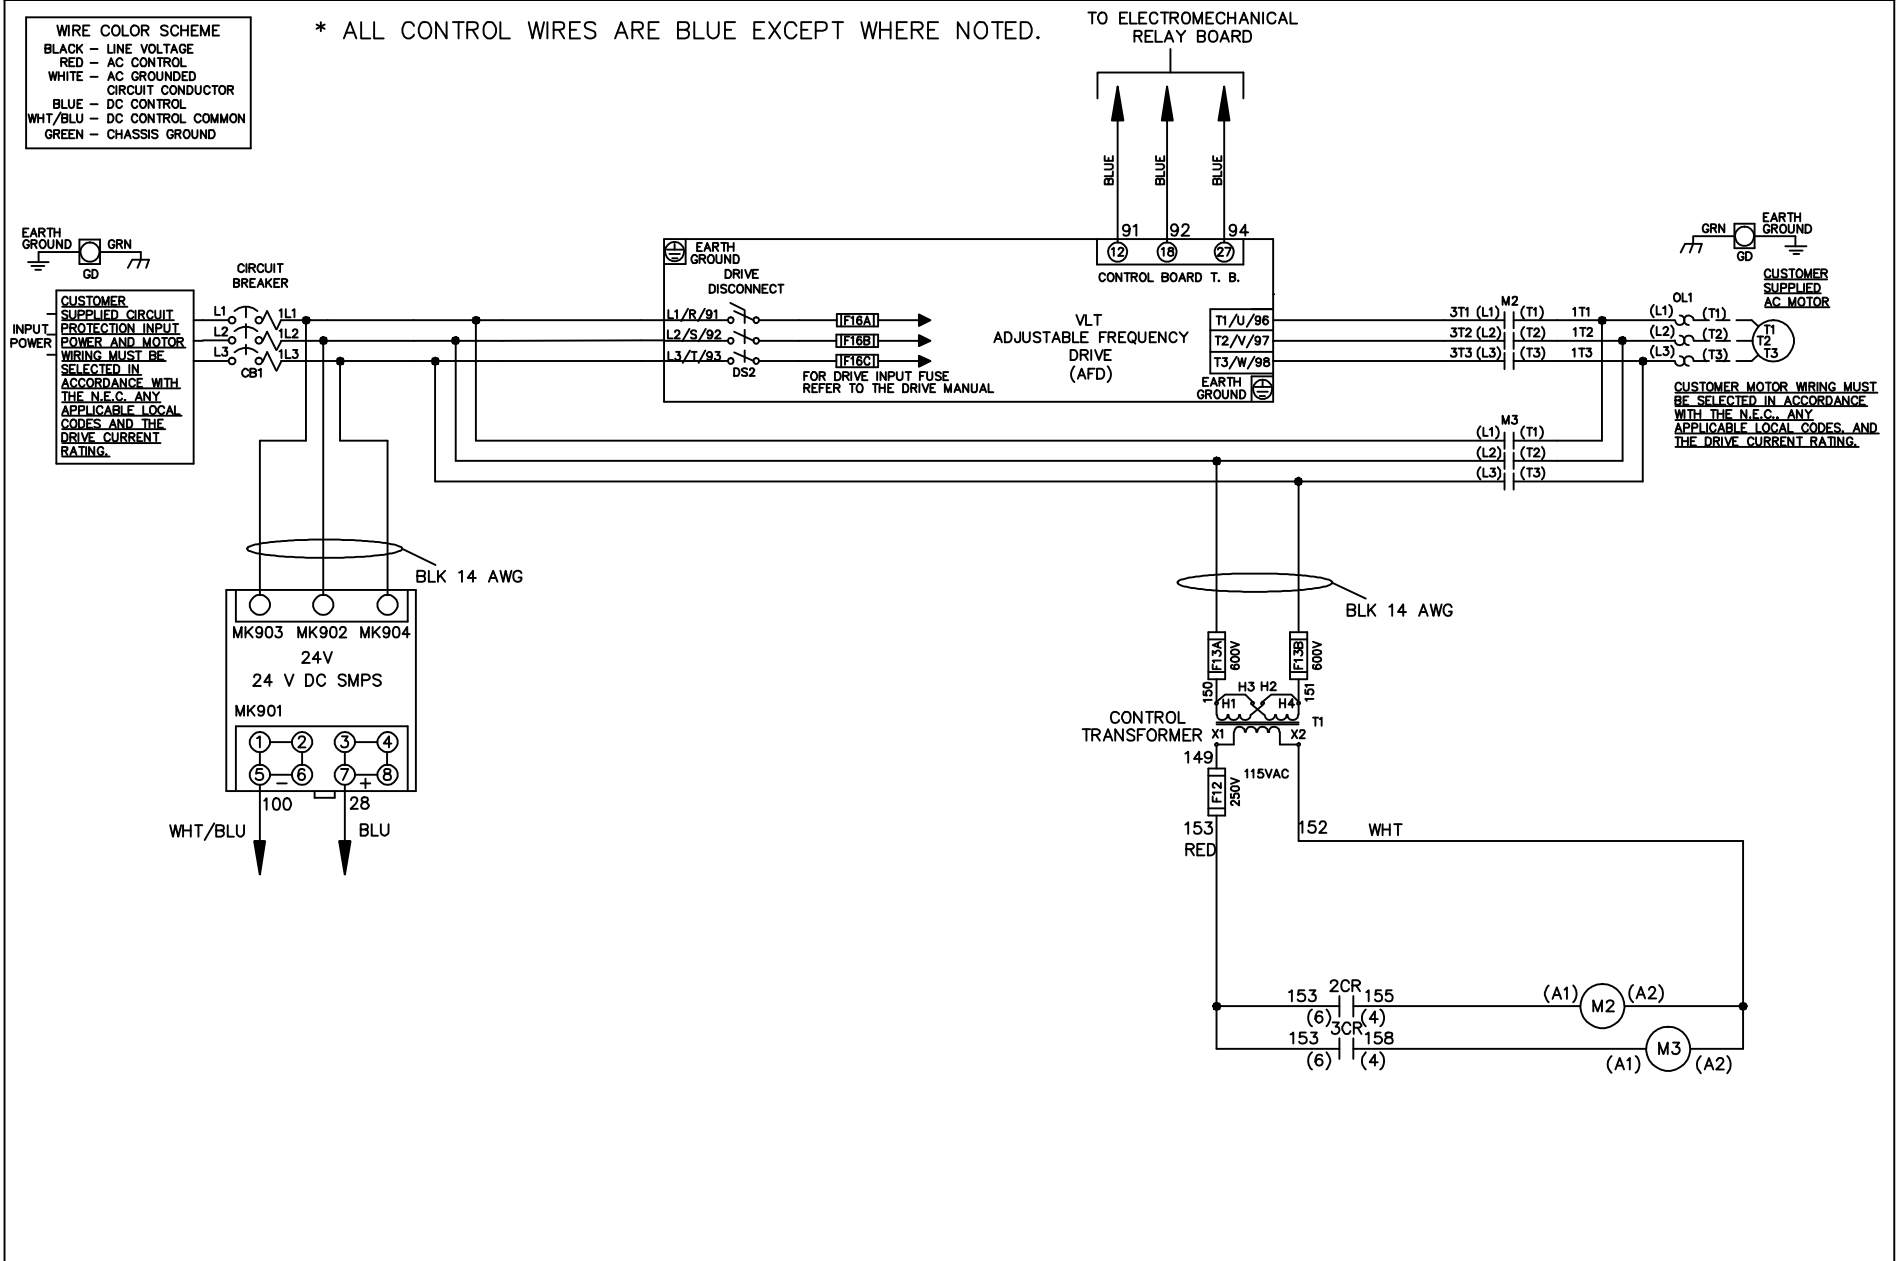 WIRE COLOR SCHEME
BLACK – LINE VOLTAGE
RED – AC CONTROL
WHITE – AC GROUNDED
CIRCUIT CONDUCTOR
BLUE – DC CONTROL
WHT/BLU – DC CONTROL COMMON
GREEN – CHASSIS GROUND
* ALL CONTROL WIRES ARE BLUE EXCEPT WHERE NOTED.
TO ELECTROMECHANICAL
RELAY BOARD
BLUE
BLUE
BLUE
91 92 94
12 18 27
CONTROL BOARD T. B.
EARTH
GROUND
GRN
GD
CIRCUIT
BREAKER
INPUT
POWER
CUSTOMER
SUPPLIED CIRCUIT
PROTECTION INPUT
POWER AND MOTOR
WIRING MUST BE
SELECTED IN
ACCORDANCE WITH
THE N.E.C. ANY
APPLICABLE LOCAL
CODES AND THE
DRIVE CURRENT
RATING.
L1 1L1
L2 1L2
L3 1L3
CB1
EARTH
GROUND
DRIVE
DISCONNECT
L1/R/91
L2/S/92
L3/T/93
DS2
F16A
F16B
F16C
FOR DRIVE INPUT FUSE
REFER TO THE DRIVE MANUAL
VLT
ADJUSTABLE FREQUENCY
DRIVE
(AFD)
T1/U/96
T2/V/97
T3/W/98
EARTH
GROUND
M2
3T1 (L1) (T1) 1T1
3T2 (L2) (T2) 1T2
3T3 (L3) (T3) 1T3
OL1
(L1) (T1)
(L2) (T2)
(L3) (T3)
T1
T2
T3
GRN
GD
EARTH
GROUND
CUSTOMER
SUPPLIED
AC MOTOR
CUSTOMER MOTOR WIRING MUST
BE SELECTED IN ACCORDANCE
WITH THE N.E.C., ANY
APPLICABLE LOCAL CODES, AND
THE DRIVE CURRENT RATING.
M3
(L1) (T1)
(L2) (T2)
(L3) (T3)
BLK 14 AWG
MK903 MK902 MK904
24V
24 V DC SMPS
MK901
1 2 3 4
5 – 6 7 + 8
100 28
WHT/BLU BLU
BLK 14 AWG
F13A
600V
F13B
600V
150
151
H3 H2
H1 H4
T1
CONTROL
TRANSFORMER
X1 X2
149
115VAC
F12
250V
153
RED
152 WHT
2CR
153 155
(6) (4)
(A1) M2 (A2)
3CR
153 158
(6) (4)
(A1) M3 (A2)